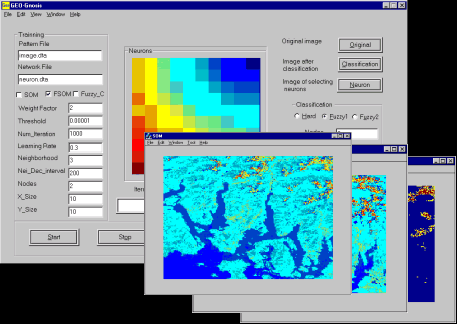 GEO-Gnosis
File Edit View Window Help
Trainning
Pattern File
image.dta
Network File
neuron.dta
SOM FSOM Fuzzy_C
Weight Factor 2
Threshold 0.00001
Num_Iteration 1000
Learning Rate 0.3
Neighborhood 3
Nei_Dec_interval 200
Nodes 2
X_Size 10
Y_Size 10
Start Stop
Neurons
Original image Original
Image after classification Classification
Image of selecting neurons Neuron
Classification
Hard Fuzzy1 Fuzzy2
SOM
File Edit Window Tool Help